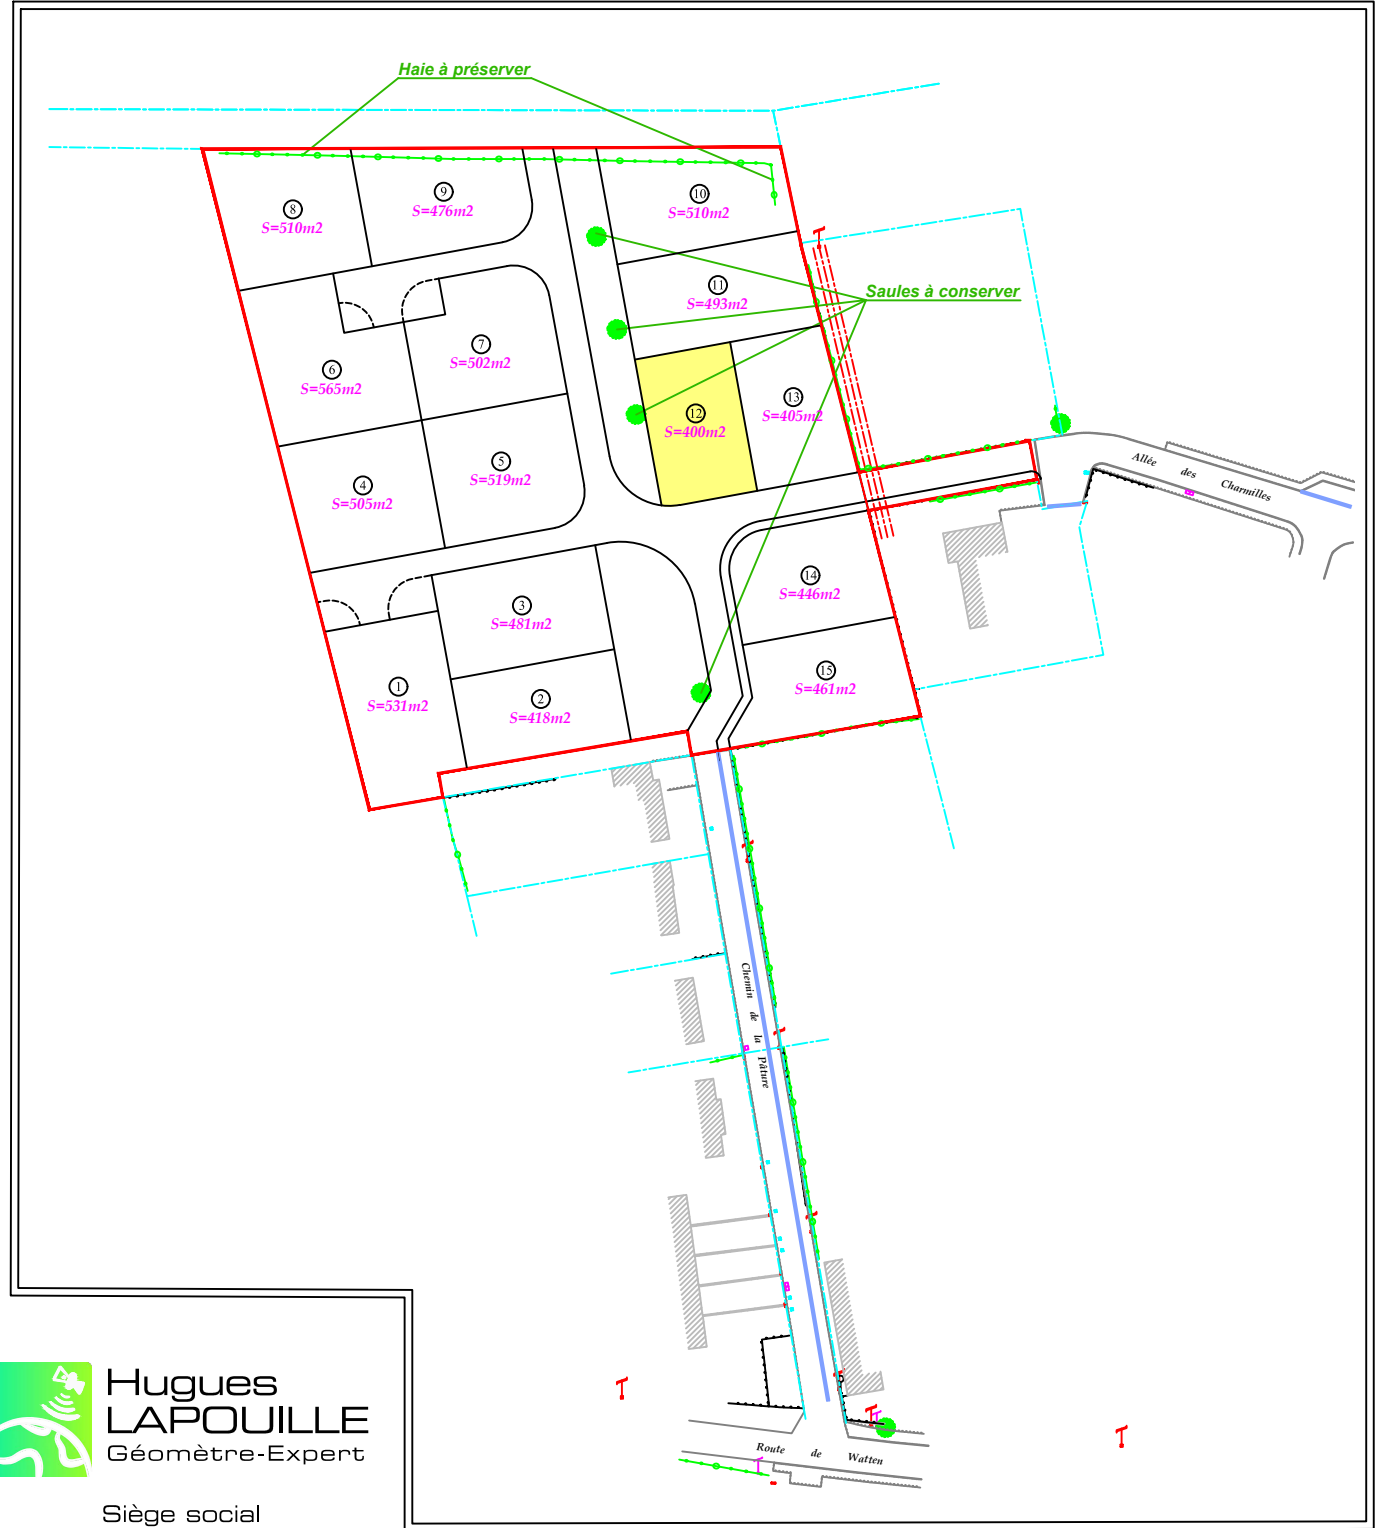 Haie à préserver
8
S=510m2
9
S=476m2
10
S=510m2
11
S=493m2
Saules à conserver
7
S=502m2
6
S=565m2
12
S=400m2
13
S=405m2
5
S=519m2
4
S=505m2
Allée des Charmilles
14
S=446m2
3
S=481m2
15
S=461m2
1
S=531m2
2
S=418m2
Chemin de la Pâture
Route de Watten
Hugues
LAPOUILLE
Géomètre-Expert
Siège social